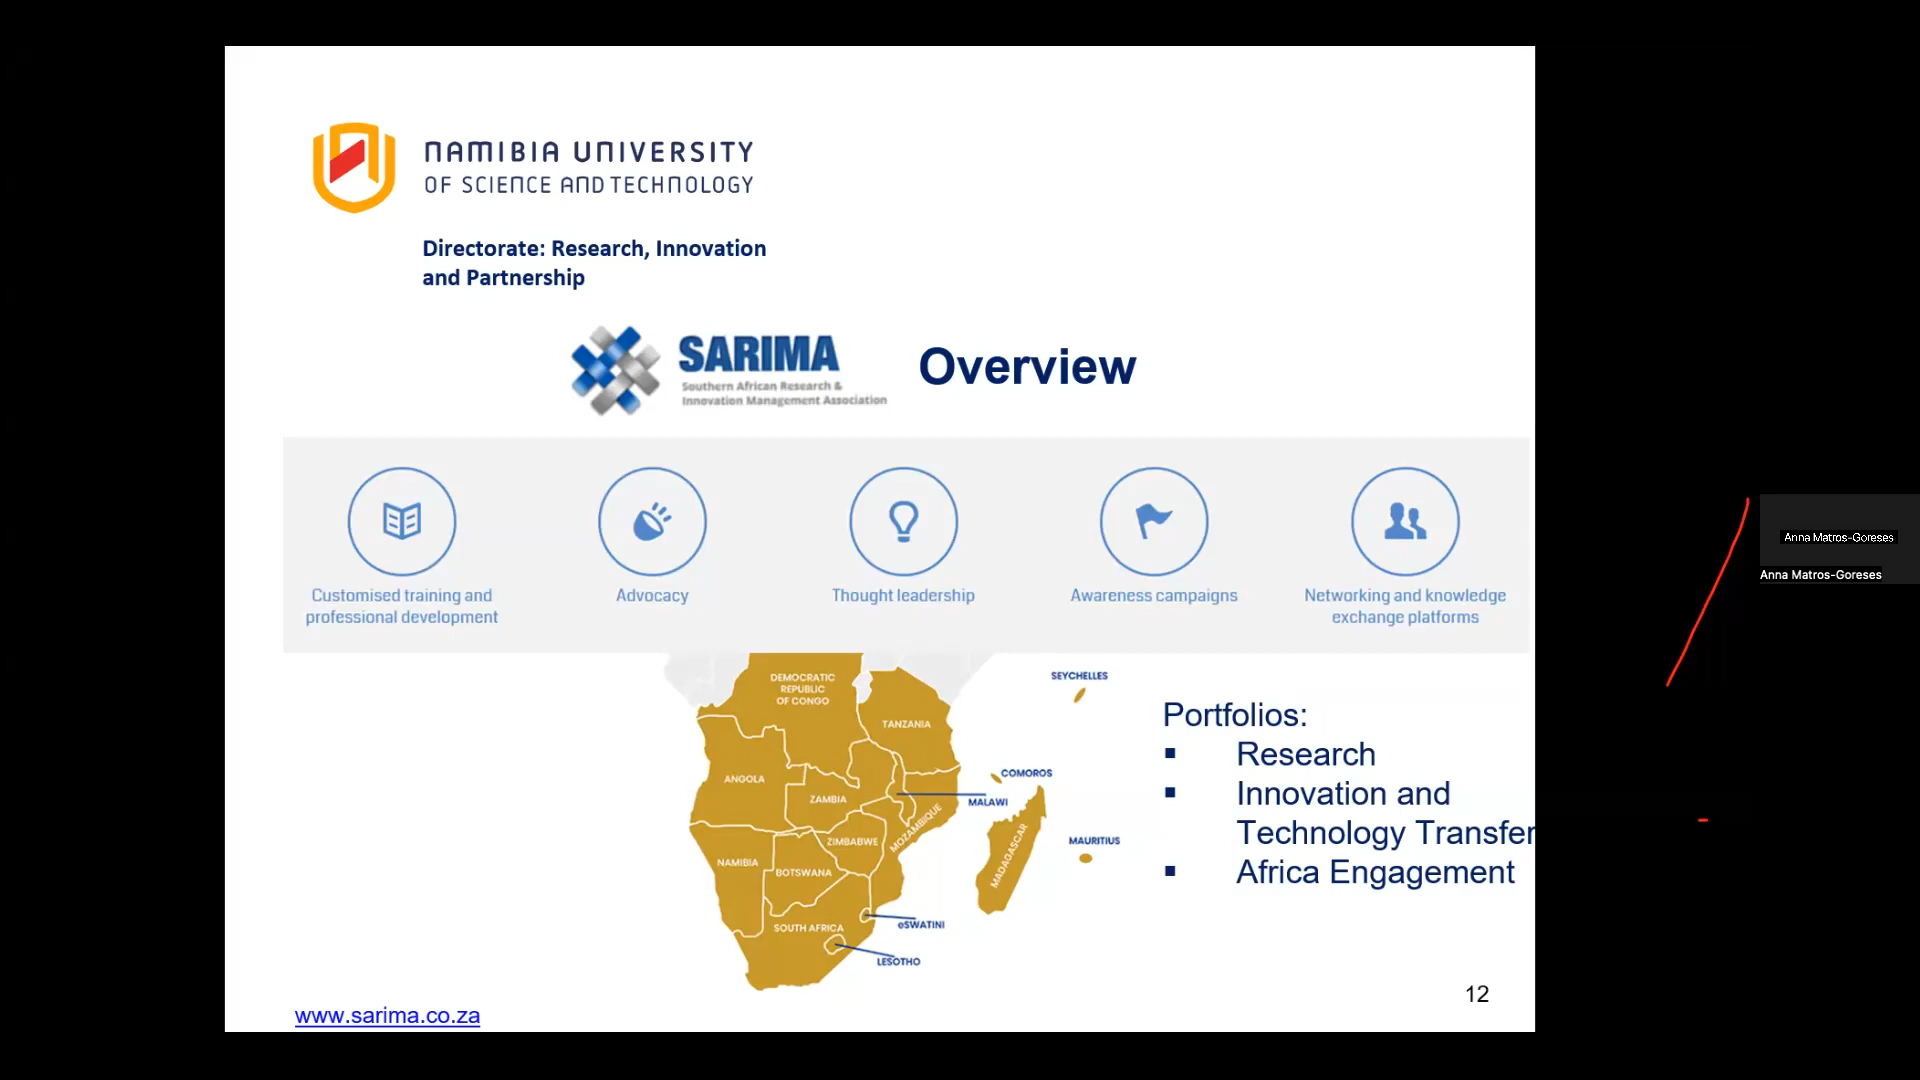 NAMIBIA UNIVERSITY
OF SCIENCE AND TECHNOLOGY
Directorate: Research, Innovation
and Partnership
SARIMA
Southern African Research &
Innovation Management Association
Overview
Customised training and
professional development
Advocacy
Thought leadership
Awareness campaigns
Networking and knowledge
exchange platforms
DEMOCRATIC
REPUBLIC
OF CONGO
TANZANIA
SEYCHELLES
ANGOLA
ZAMBIA
COMOROS
MALAWI
MOZAMBIQUE
ZIMBABWE
MADAGASCAR
MAURITIUS
NAMIBIA
BOTSWANA
SOUTH AFRICA
eSWATINI
LESOTHO
Portfolios:
▪ Research
▪ Innovation and
Technology Transfer
▪ Africa Engagement
12
www.sarima.co.za
Anna Matros-Goreses
Anna Matros-Goreses